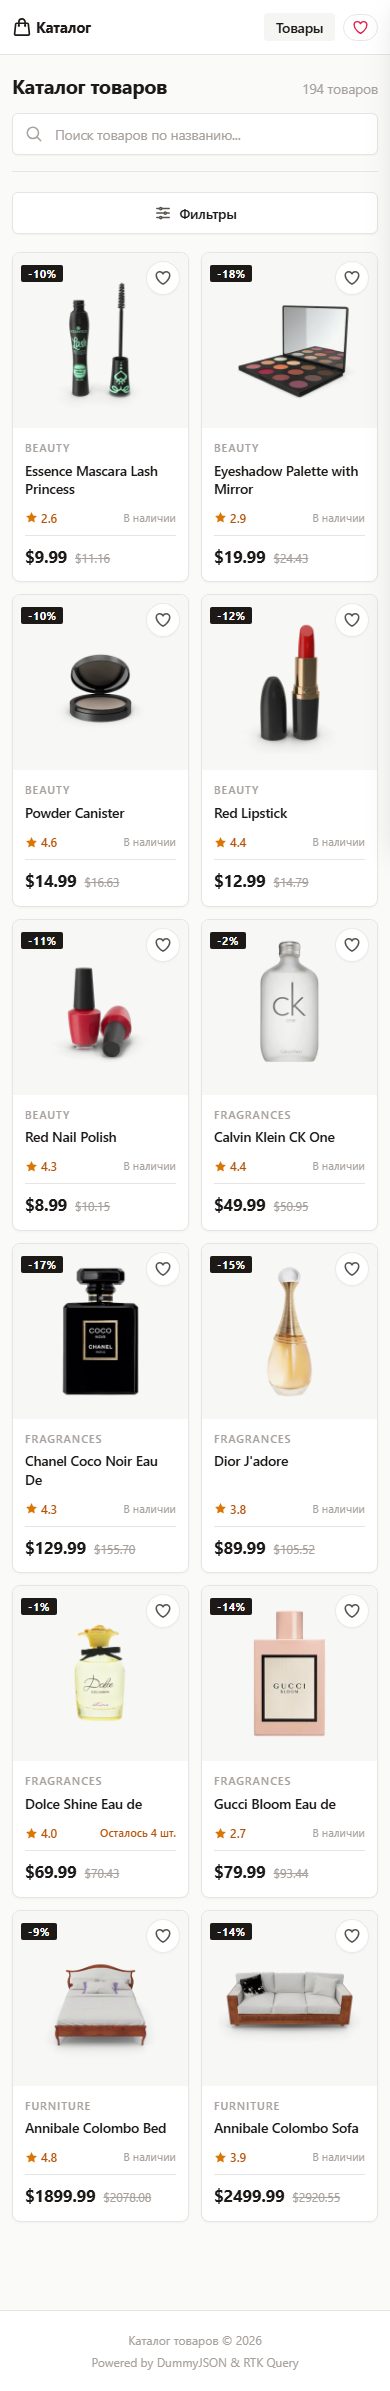 Каталог
Товары
Каталог товаров
194 товаров
Поиск товаров по названию...
Фильтры
-10%
-18%
BEAUTY
Essence Mascara Lash
Princess
★ 2.6
В наличии
$9.99 $11.16
BEAUTY
Eyeshadow Palette with
Mirror
★ 2.9
В наличии
$19.99 $24.43
-10%
-12%
BEAUTY
Powder Canister
★ 4.6
В наличии
$14.99 $16.63
BEAUTY
Red Lipstick
★ 4.4
В наличии
$12.99 $14.79
-11%
-2%
ck
one
BEAUTY
Red Nail Polish
★ 4.3
В наличии
$8.99 $10.15
FRAGRANCES
Calvin Klein CK One
★ 4.4
В наличии
$49.99 $50.95
-17%
COCO
NOIR
CHANEL
-15%
FRAGRANCES
Chanel Coco Noir Eau
De
★ 4.3
В наличии
$129.99 $155.70
FRAGRANCES
Dior J'adore
★ 3.8
В наличии
$89.99 $105.52
-1%
Dolce
-14%
GUCCI
BLOOM
FRAGRANCES
Dolce Shine Eau de
★ 4.0
Осталось 4 шт.
$69.99 $70.43
FRAGRANCES
Gucci Bloom Eau de
★ 2.7
В наличии
$79.99 $93.44
-9%
-14%
FURNITURE
Annibale Colombo Bed
★ 4.8
В наличии
$1899.99 $2078.08
FURNITURE
Annibale Colombo Sofa
★ 3.9
В наличии
$2499.99 $2920.55
Каталог товаров © 2026
Powered by DummyJSON & RTK Query